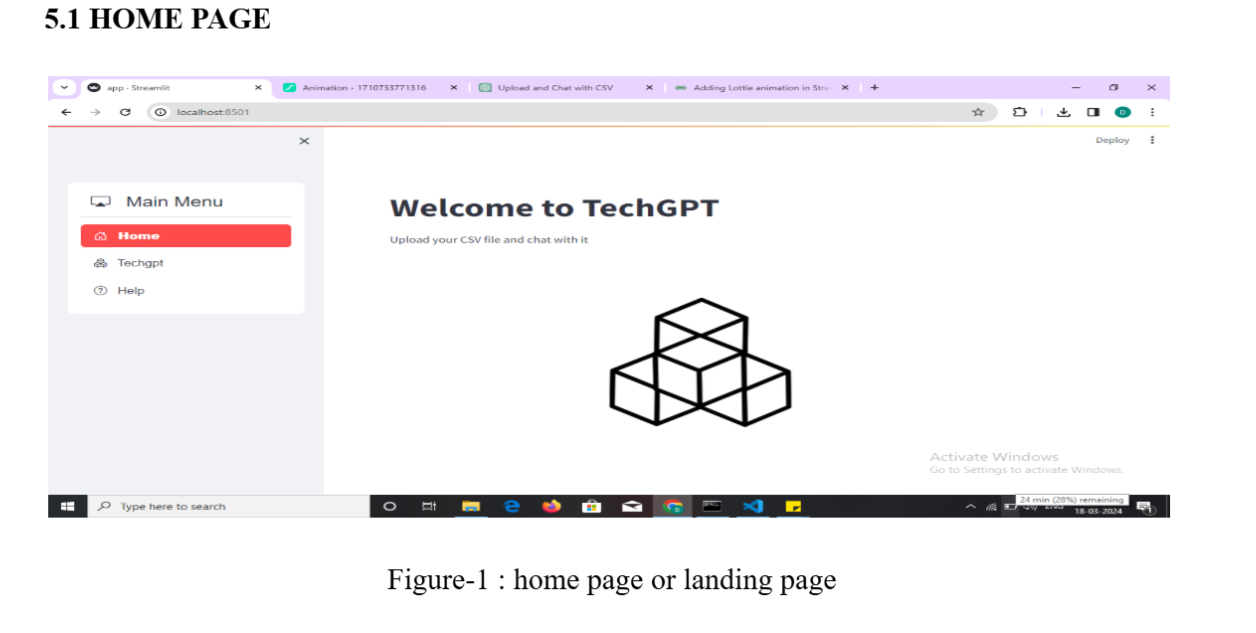 5.1 HOME PAGE
app · Streamlit
Animation - 1710733771316
Upload and Chat with CSV
Adding Lottie animation in Stre
localhost:8501
Deploy
Main Menu
Home
Techgpt
Help
Welcome to TechGPT
Upload your CSV file and chat with it
Activate Windows
Go to Settings to activate Windows.
Type here to search
24 min (28%) remaining
18-03-2024
Figure-1 : home page or landing page